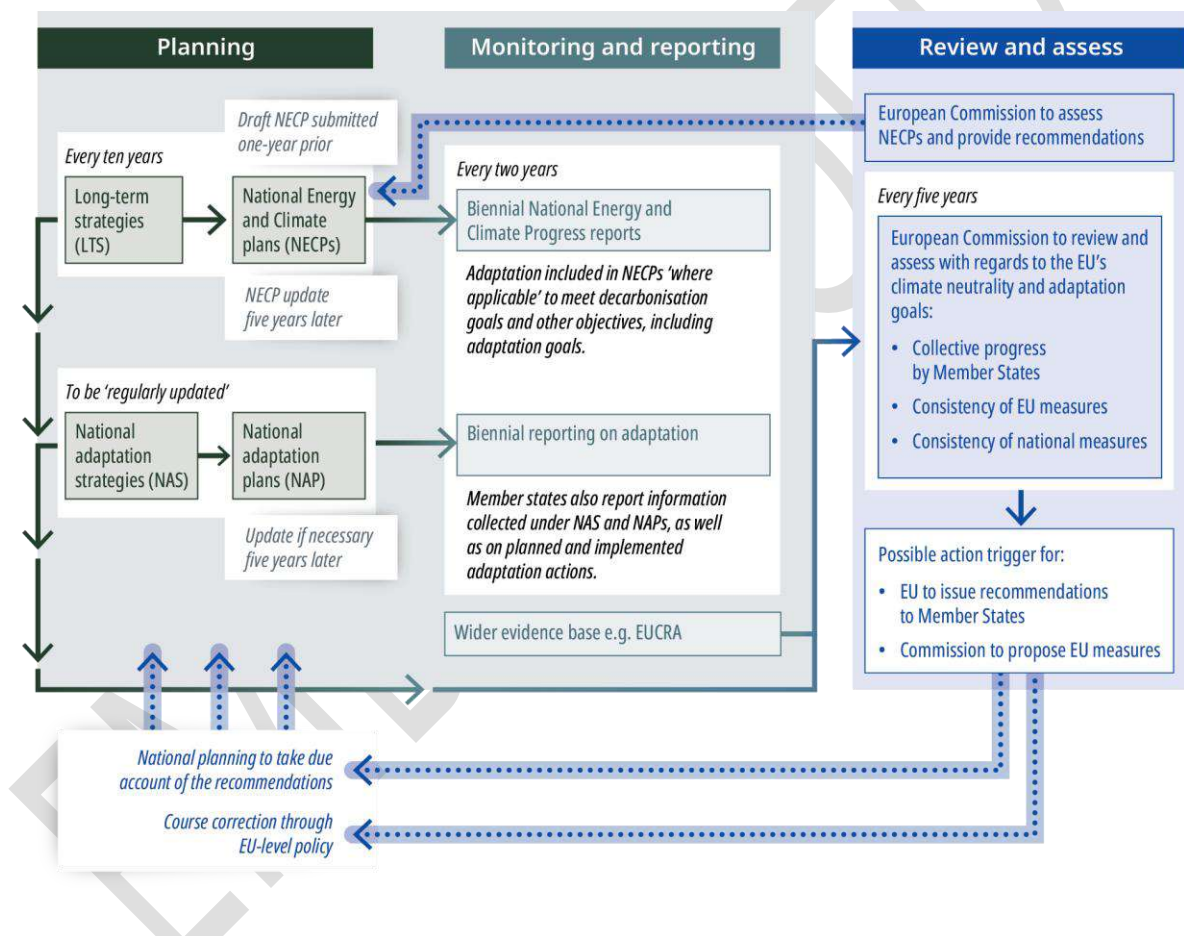 Planning
Monitoring and reporting
Review and assess
Draft NECP submitted
one-year prior
Every ten years
Long-term
strategies
(LTS)
National Energy
and Climate
plans (NECPs)
NECP update
five years later
To be ‘regularly updated’
National
adaptation
strategies (NAS)
National
adaptation
plans (NAP)
Update if necessary
five years later
Every two years
Biennial National Energy and
Climate Progress reports
Adaptation included in NECPs ‘where
applicable’ to meet decarbonisation
goals and other objectives, including
adaptation goals.
Biennial reporting on adaptation
Member states also report information
collected under NAS and NAPs, as well
as on planned and implemented
adaptation actions.
Wider evidence base e.g. EUCRA
European Commission to assess
NECPs and provide recommendations
Every five years
European Commission to review and
assess with regards to the EU’s
climate neutrality and adaptation
goals:
• Collective progress
by Member States
• Consistency of EU measures
• Consistency of national measures
Possible action trigger for:
• EU to issue recommendations
to Member States
• Commission to propose EU measures
National planning to take due
account of the recommendations
Course correction through
EU-level policy